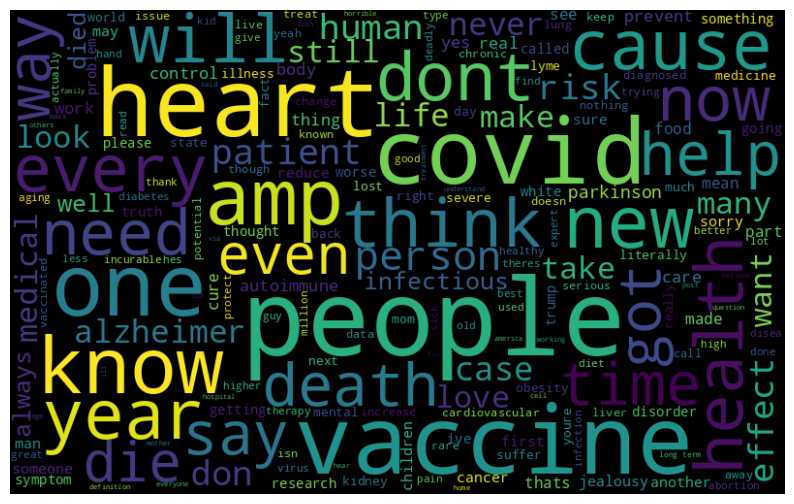 world issue kid live treat yeah horrible auto type see keep something
way died may hand will give human never prevent cause
still yes real called
actually problem control illness body deadly lung chronic lyme diagnosed medicine
heart dont risk now
family work fact said life find trying
others look please read change thing known day make nothing sure going
mass state patient reduce good covid food help
every though worse lost doesn
aging thank diabetes right white parkinson much mean many
well truth potential amp thought back severe think understand expert new better sorry part
need less via person healthy theres literally lot
medical vaccinated incurable hes cure protect even infectious take care want
one autoimmune best serious trump really post
guy million mom sick used old data people got health believe
alzheimer america working question disea
always know next diet made high call done
ill death case time
higher obesity
year hospital getting therapy mental increase love cardiovascular cell liver disorder effect
age man say ive first youre
great mother isn vaccine infection
someone die don virus children rare suffer another away
symptom hear pain cancer home thats jealousy abortion
definition everyone research kidney long term